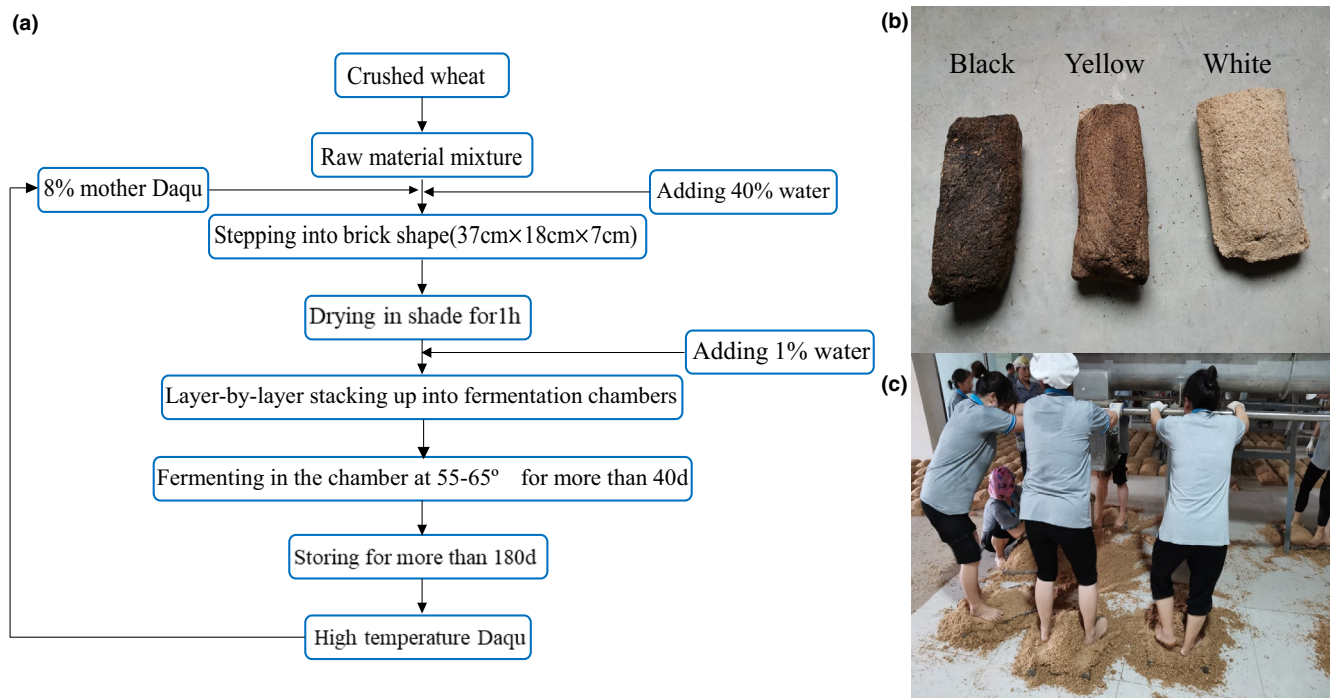 (a)
Crushed wheat
Raw material mixture
8% mother Daqu
Adding 40% water
Stepping into brick shape(37cm×18cm×7cm)
Drying in shade for1h
Adding 1% water
Layer-by-layer stacking up into fermentation chambers
Fermenting in the chamber at 55-65º for more than 40d
Storing for more than 180d
High temperature Daqu
(b)
Black Yellow White
(c)